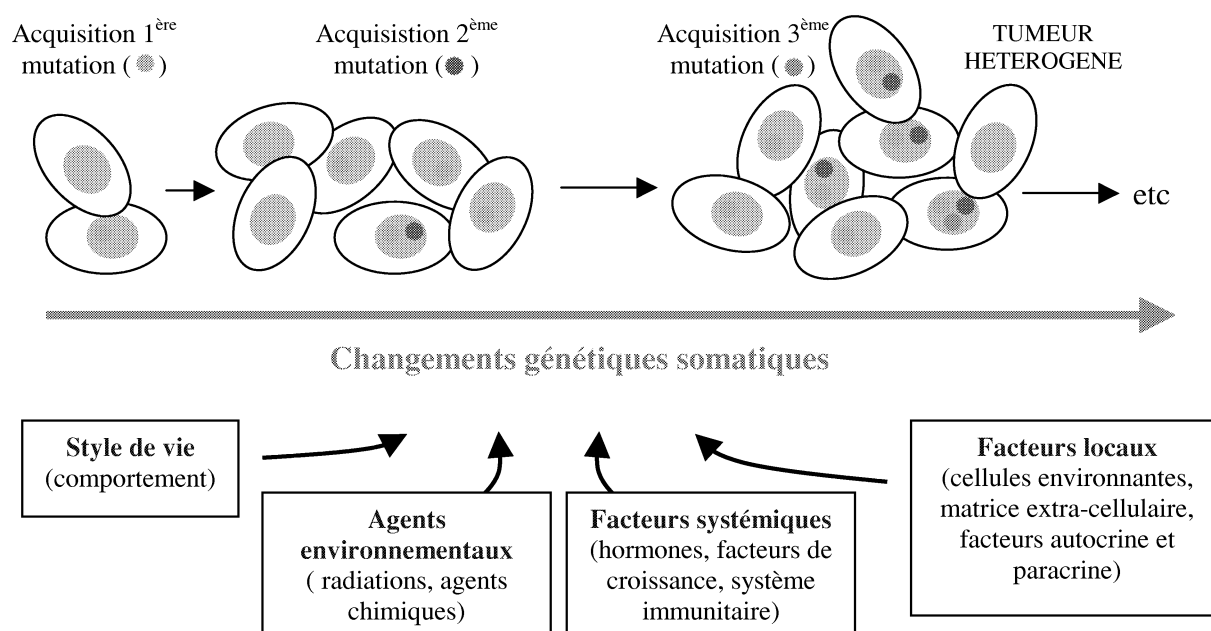 Acquisition 1ère
mutation ( )
Acquisistion 2ème
mutation ( )
Acquisition 3ème
mutation ( )
TUMEUR
HETEROGENE
etc
Changements génétiques somatiques
Style de vie
(comportement)
Agents
environnementaux
( radiations, agents
chimiques)
Facteurs systémiques
(hormones, facteurs de
croissance, système
immunitaire)
Facteurs locaux
(cellules environnantes,
matrice extra-cellulaire,
facteurs autocrine et
paracrine)